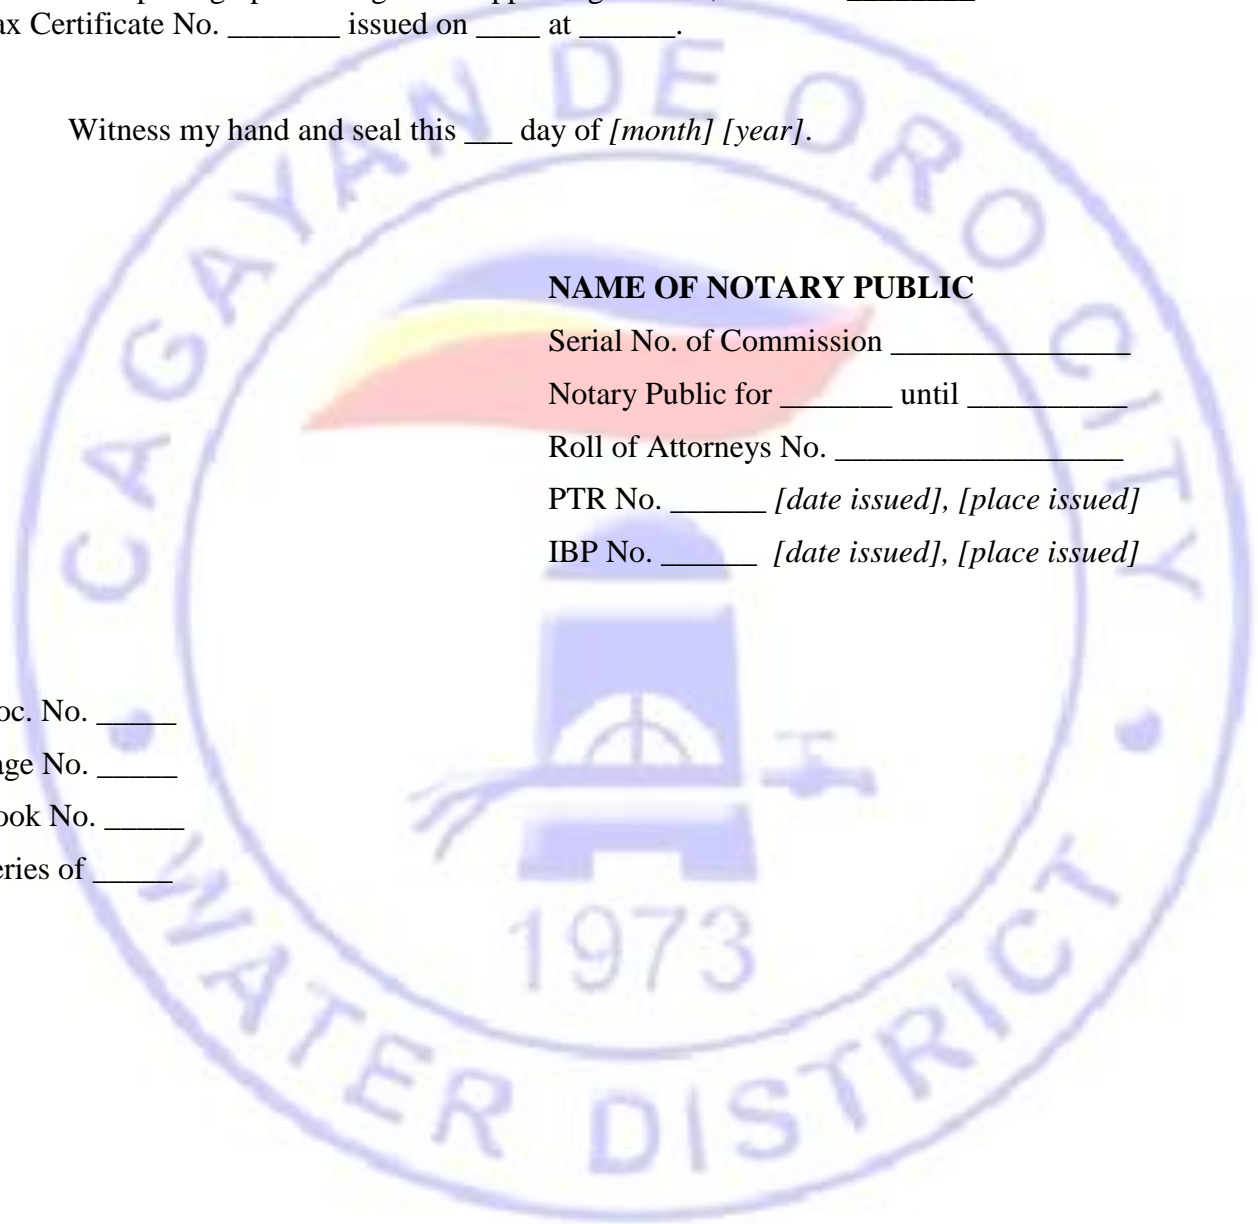 ax Certificate No. _______ issued on ____ at ______.
Witness my hand and seal this ___ day of [month] [year].
NAME OF NOTARY PUBLIC
Serial No. of Commission _______________
Notary Public for _______ until __________
Roll of Attorneys No. __________________
PTR No. ______ [date issued], [place issued]
IBP No. ______ [date issued], [place issued]
oc. No. _____
age No. _____
ook No. _____
eries of _____
CAGAYAN DE ORO CITY
WATER DISTRICT
1973